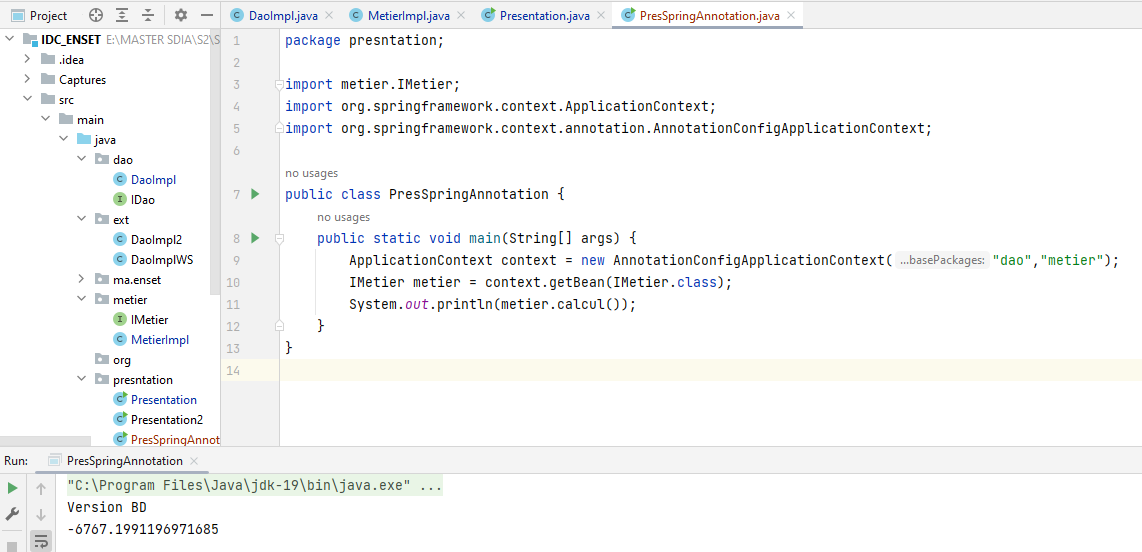 Project
DaoImpl.java
MetierImpl.java
Presentation.java
PresSpringAnnotation.java
IDC_ENSET E:\MASTER SDIA\S2\S
.idea
Captures
src
main
java
dao
DaoImpl
IDao
ext
DaoImpl2
DaoImplWS
ma.enset
metier
IMetier
MetierImpl
org
presntation
Presentation
Presentation2
PresSpringAnnot
1 package presntation;
2
3 import metier.IMetier;
4 import org.springframework.context.ApplicationContext;
5 import org.springframework.context.annotation.AnnotationConfigApplicationContext;
6
no usages
7 public class PresSpringAnnotation {
no usages
8 public static void main(String[] args) {
9 ApplicationContext context = new AnnotationConfigApplicationContext( ...basePackages: "dao","metier");
10 IMetier metier = context.getBean(IMetier.class);
11 System.out.println(metier.calcul());
12 }
13 }
14
Run: PresSpringAnnotation
"C:\Program Files\Java\jdk-19\bin\java.exe" ...
Version BD
-6767.1991196971685